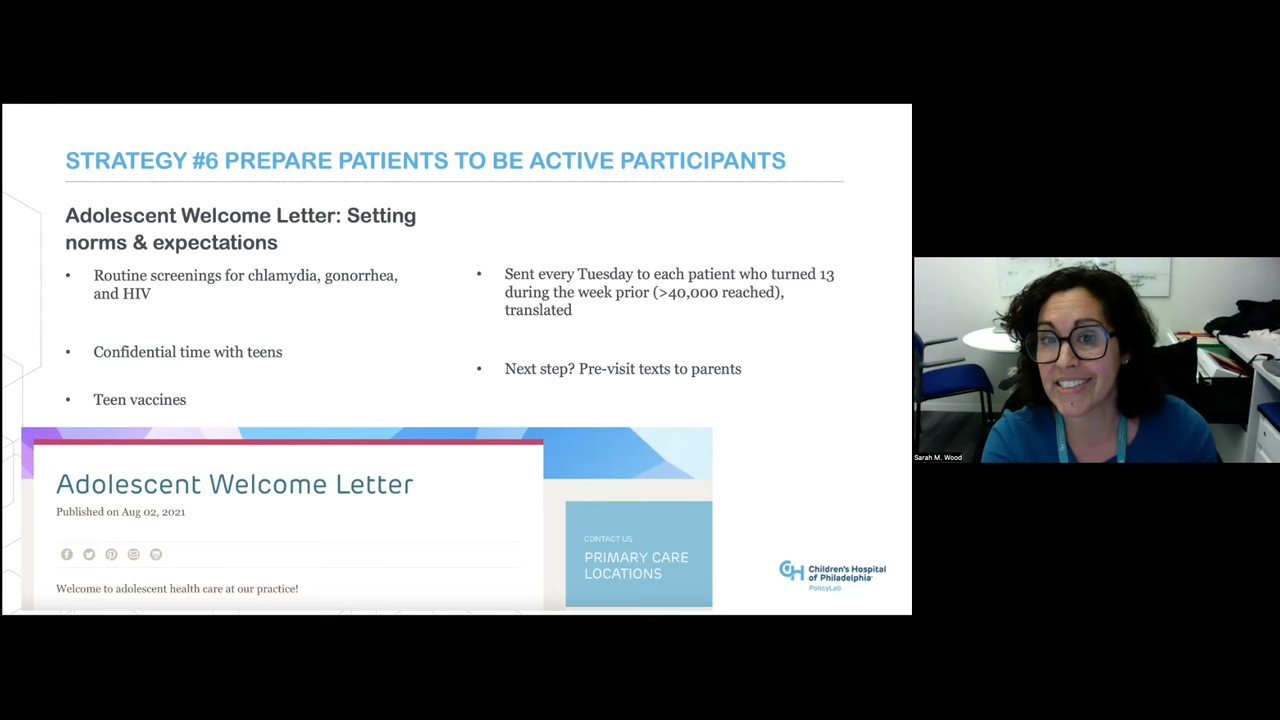 STRATEGY #6 PREPARE PATIENTS TO BE ACTIVE PARTICIPANTS
Adolescent Welcome Letter: Setting
norms & expectations
• Routine screenings for chlamydia, gonorrhea,
and HIV
• Confidential time with teens
• Teen vaccines
• Sent every Tuesday to each patient who turned 13
during the week prior (>40,000 reached),
translated
• Next step? Pre-visit texts to parents
Adolescent Welcome Letter
Published on Aug 02, 2021
Welcome to adolescent health care at our practice!
CONTACT US
PRIMARY CARE
LOCATIONS
CH Children's Hospital
of Philadelphia
PolicyLab
Sarah M. Wood